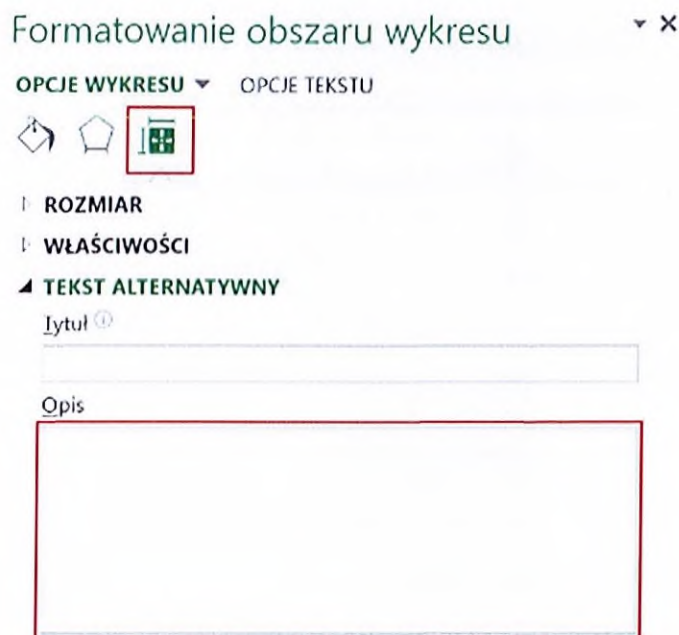 Formatowanie obszaru wykresu
OPCJE WYKRESU OPCJE TEKSTU
ROZMIAR
WŁAŚCIWOŚCI
TEKST ALTERNATYWNY
Tytuł
Opis